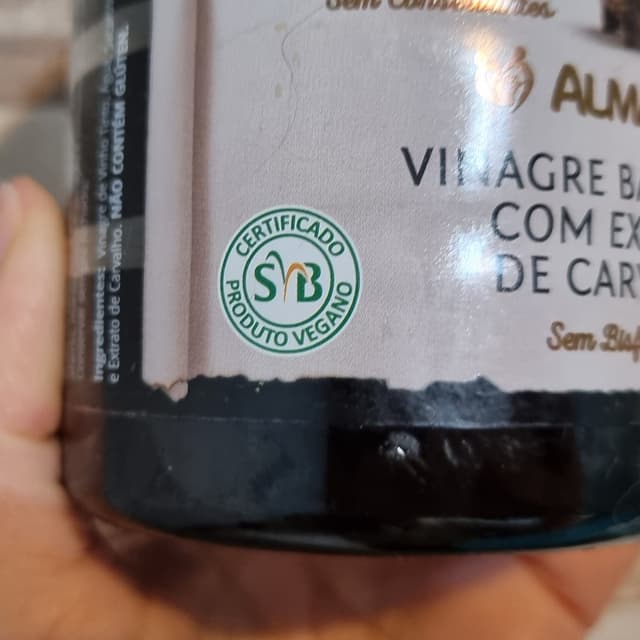 Sem Conservantes
ALM
VINAGRE BA
COM EX
DE CAR
Sem Bisf
CERTIFICADO
SVB
PRODUTO VEGANO
Ingredientes: Vinagre de Vinho Tinto,
e Extrato de Carvalho. NÃO CONTÉM GLÚTEN.